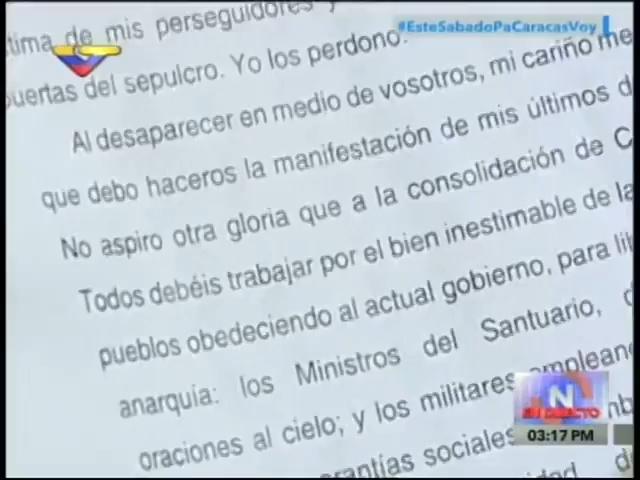 #EsteSabadoPaCaracasVoy
de mis perseguidores y
puertas del sepulcro. Yo los perdono.
Al desaparecer en medio de vosotros, mi cariño me
que debo haceros la manifestación de mis últimos d
No aspiro otra gloria que a la consolidación de C
Todos debéis trabajar por el bien inestimable de la
pueblos obedeciendo al actual gobierno, para lib
anarquía: los Ministros del Santuario,
oraciones al cielo; y los militares empleand
sociales
N
EN DIRECTO
03:17 PM